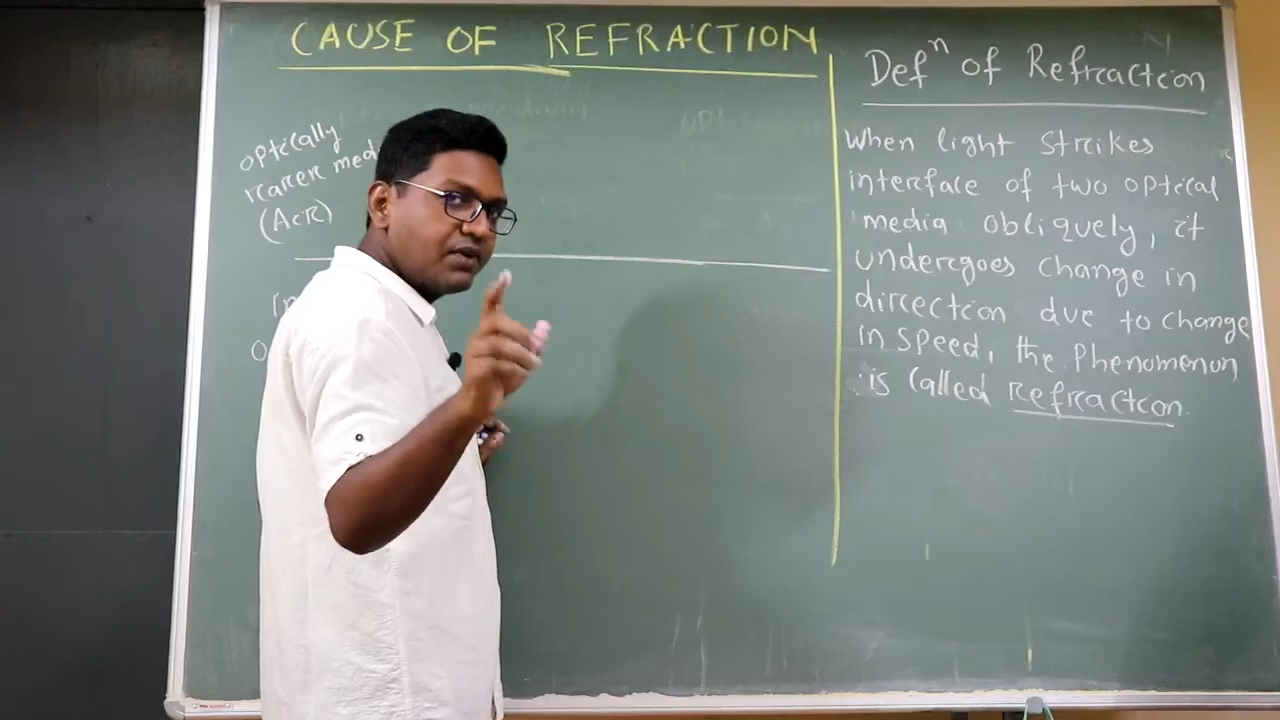 CAUSE OF REFRACTION
optically
rarer med
(Air)
Defⁿ of Refraction
When light strikes
interface of two optical
media obliquely, it
undergoes change in
direction due to change
in speed, the Phenomenon
is called refraction.